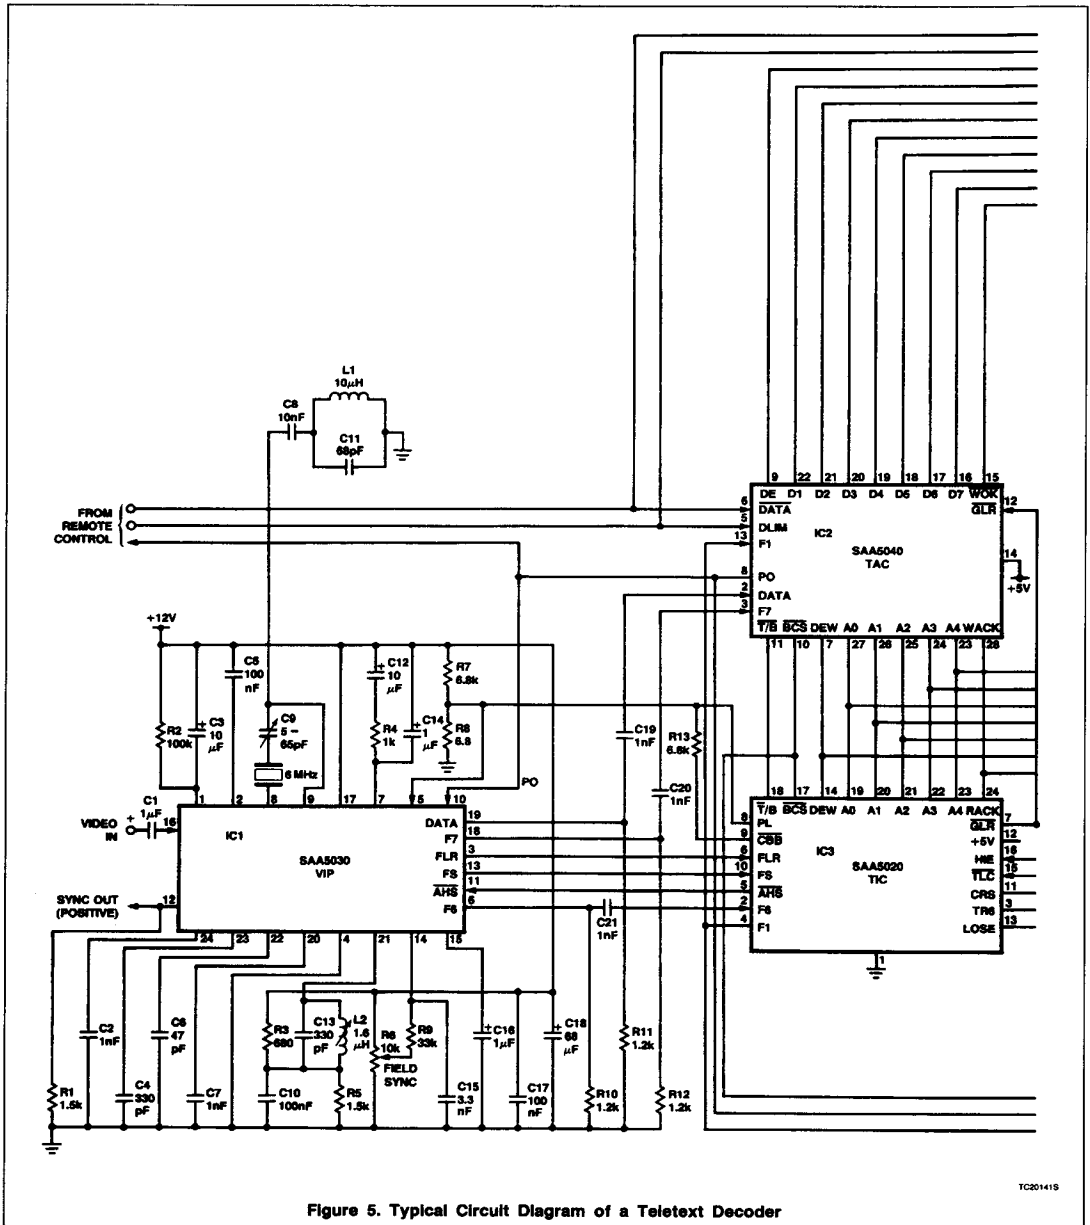 L1
10μH
C8
10nF
C11
68pF
FROM
REMOTE
CONTROL
9 22 21 20 19 18 17 16 15
DE D1 D2 D3 D4 D5 D6 D7 WOK
6 DATA
5 DLIM
13 F1
8 PO
2 DATA
3 F7
IC2
SAA5040
TAC
12
GLR
14
+5V
T/B BCS DEW A0 A1 A2 A3 A4 WACK
11 10 7 27 26 25 24 23 28
+12V
R2
100k
C3
10
μF
C5
100
nF
C9
5 –
65pF
6 MHz
C12
10
μF
R4
1k
C14
1
μF
R7
6.8k
R8
6.8
PO
C19
1nF
R13
6.8k
C20
1nF
C1
1μF
VIDEO
IN
16
1 2 8 9 17 7 5 10
IC1
SAA5030
VIP
DATA 19
F7 18
FLR 3
FS 13
AHS 11
F6 6
SYNC OUT
(POSITIVE)
12
24 23 22 20 4 21 14 15
C21
1nF
18 17 14 19 20 21 22 23 24
T/B BCS DEW A0 A1 A2 A3 A4 RACK
8 PL
9 CBB
6 FLR
10 FS
5 AHS
2 F6
4 F1
IC3
SAA5020
TIC
7
GLR
+5V 12
HIE 16
TLC 15
CRS 11
TR6 3
LOSE 13
1
R1
1.5k
C2
1nF
C4
330
pF
C6
47
pF
C7
1nF
R3
680
C10
100nF
C13
330
pF
L2
1.6
μH
R5
1.5k
R6
10k
FIELD
SYNC
R9
33k
C15
3.3
nF
C16
1μF
C17
100
nF
C18
68
μF
R10
1.2k
R11
1.2k
R12
1.2k
TC20141S
Figure 5. Typical Circuit Diagram of a Teletext Decoder